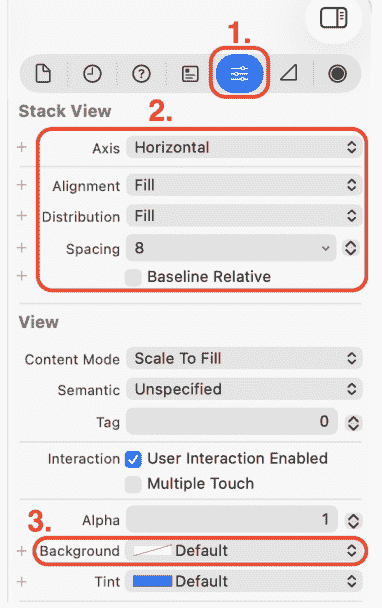 1.
?
Stack View
2.
+ Axis Horizontal
+ Alignment Fill
+ Distribution Fill
+ Spacing 8
+ Baseline Relative
View
Content Mode Scale To Fill
Semantic Unspecified
Tag 0
Interaction User Interaction Enabled
Multiple Touch
Alpha 1
3.
+ Background Default
+ Tint Default